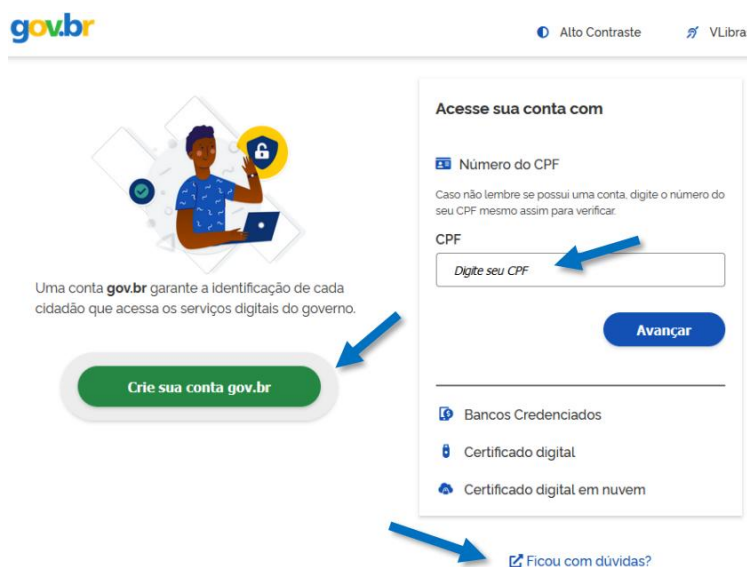 gov.br
Alto Contraste
VLibra
Uma conta gov.br garante a identificação de cada
cidadão que acessa os serviços digitais do governo.
Crie sua conta gov.br
Acesse sua conta com
Número do CPF
Caso não lembre se possui uma conta, digite o número do
seu CPF mesmo assim para verificar.
CPF
Digite seu CPF
Avançar
Bancos Credenciados
Certificado digital
Certificado digital em nuvem
Ficou com dúvidas?